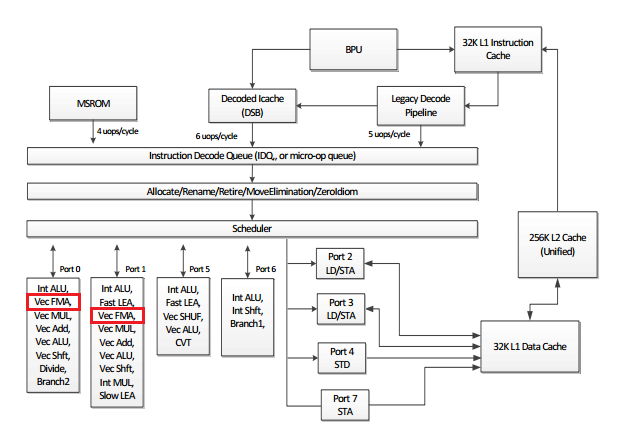 BPU
32K L1 Instruction
Cache
MSROM
Decoded Icache
(DSB)
Legacy Decode
Pipeline
4 uops/cycle
6 uops/cycle
5 uops/cycle
Instruction Decode Queue (IDQ,, or micro-op queue)
Allocate/Rename/Retire/MoveElimination/ZeroIdiom
Scheduler
256K L2 Cache
(Unified)
Port 0
Int ALU,
Vec FMA,
Vec MUL,
Vec Add,
Vec ALU,
Vec Shft,
Divide,
Branch2
Port 1
Int ALU,
Fast LEA,
Vec FMA,
Vec MUL,
Vec Add,
Vec ALU,
Vec Shft,
Int MUL,
Slow LEA
Port 5
Int ALU,
Fast LEA,
Vec SHUF,
Vec ALU,
CVT
Port 6
Int ALU,
Int Shft,
Branch1,
Port 2
LD/STA
Port 3
LD/STA
Port 4
STD
Port 7
STA
32K L1 Data Cache